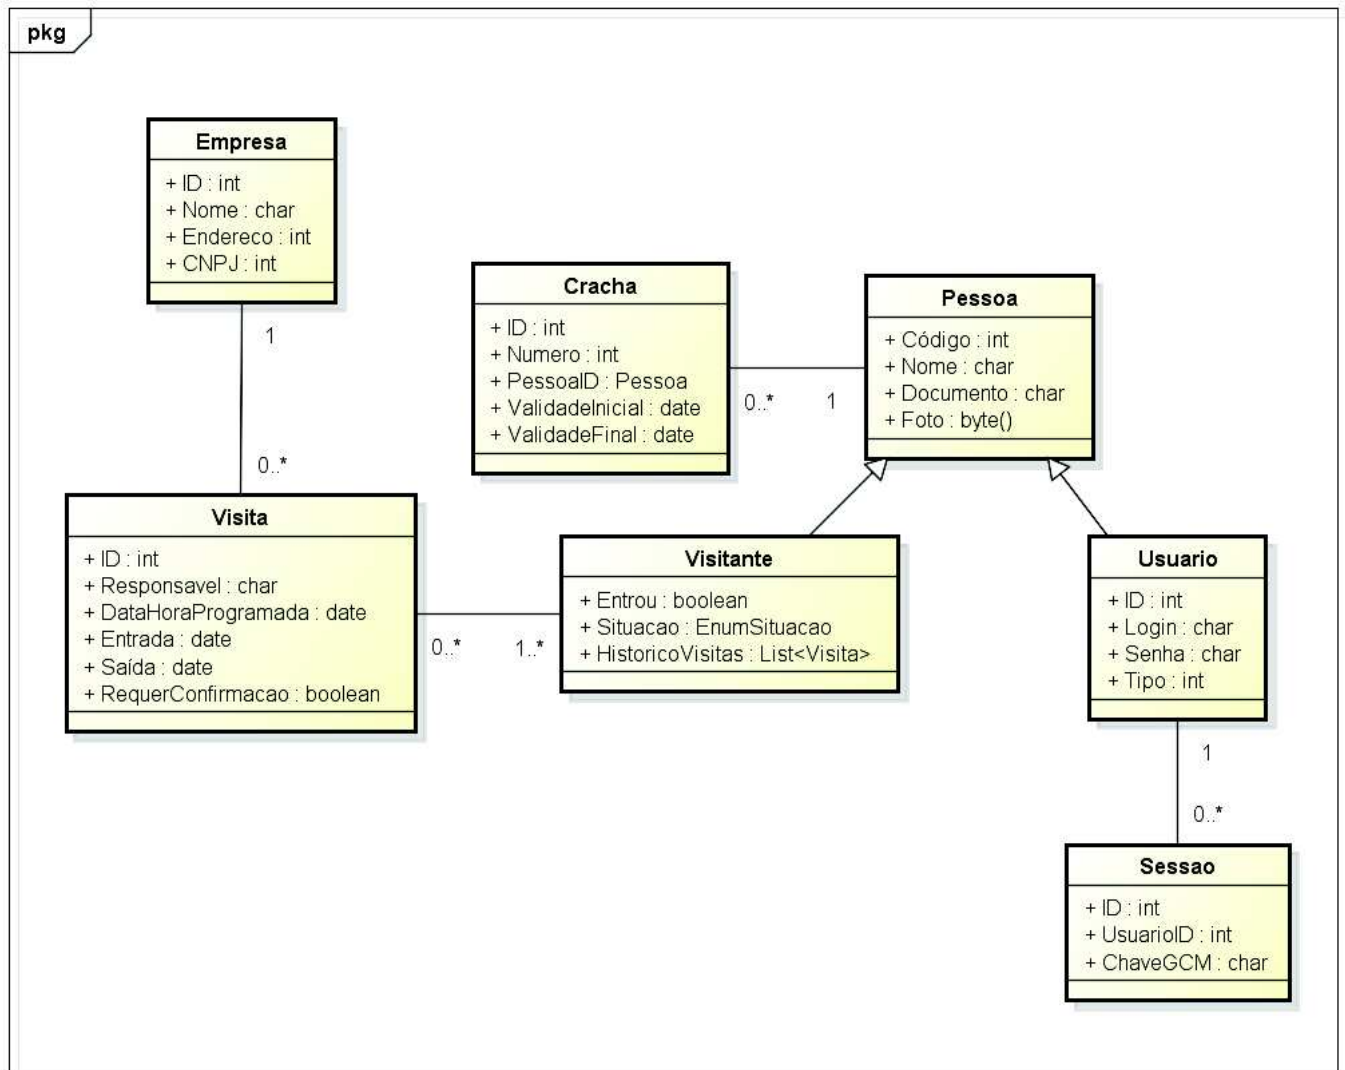 pkg
Empresa
+ ID : int
+ Nome : char
+ Endereco : int
+ CNPJ : int
1
0..*
Cracha
+ ID : int
+ Numero : int
+ PessoaID : Pessoa
+ ValidadeInicial : date
+ ValidadeFinal : date
0..*
1
Pessoa
+ Código : int
+ Nome : char
+ Documento : char
+ Foto : byte()
Visita
+ ID : int
+ Responsavel : char
+ DataHoraProgramada : date
+ Entrada : date
+ Saída : date
+ RequerConfirmacao : boolean
0..*
1..*
Visitante
+ Entrou : boolean
+ Situacao : EnumSituacao
+ HistoricoVisitas : List<Visita>
Usuario
+ ID : int
+ Login : char
+ Senha : char
+ Tipo : int
1
0..*
Sessao
+ ID : int
+ UsuarioID : int
+ ChaveGCM : char